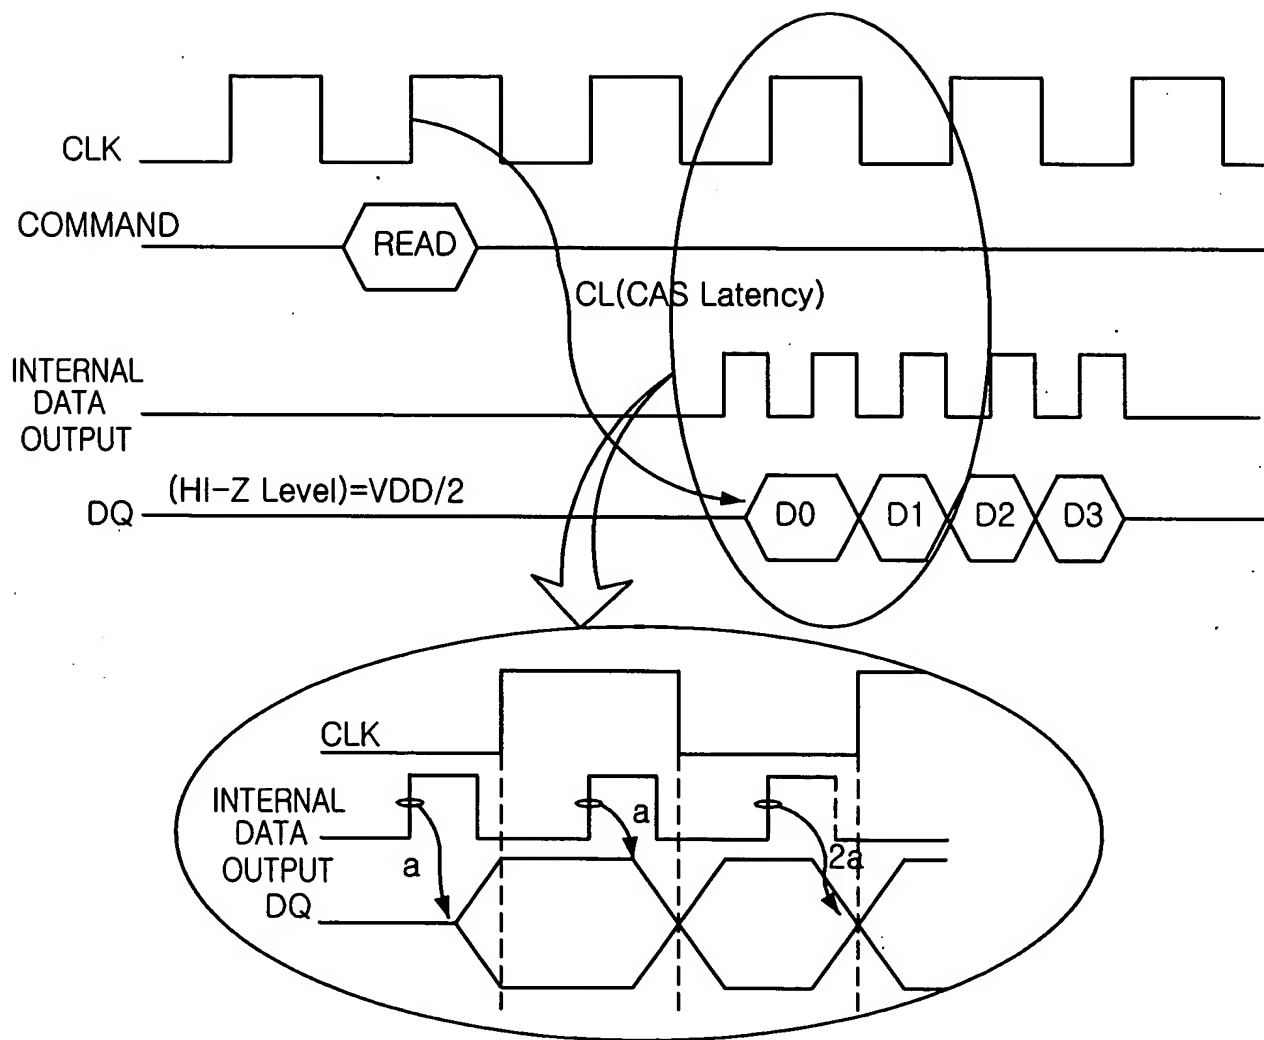 CLK
COMMAND
READ
CL(CAS Latency)
INTERNAL
DATA
OUTPUT
(HI-Z Level)=VDD/2
DQ
D0
D1
D2
D3
CLK
INTERNAL
DATA
OUTPUT
DQ
a
a
2a